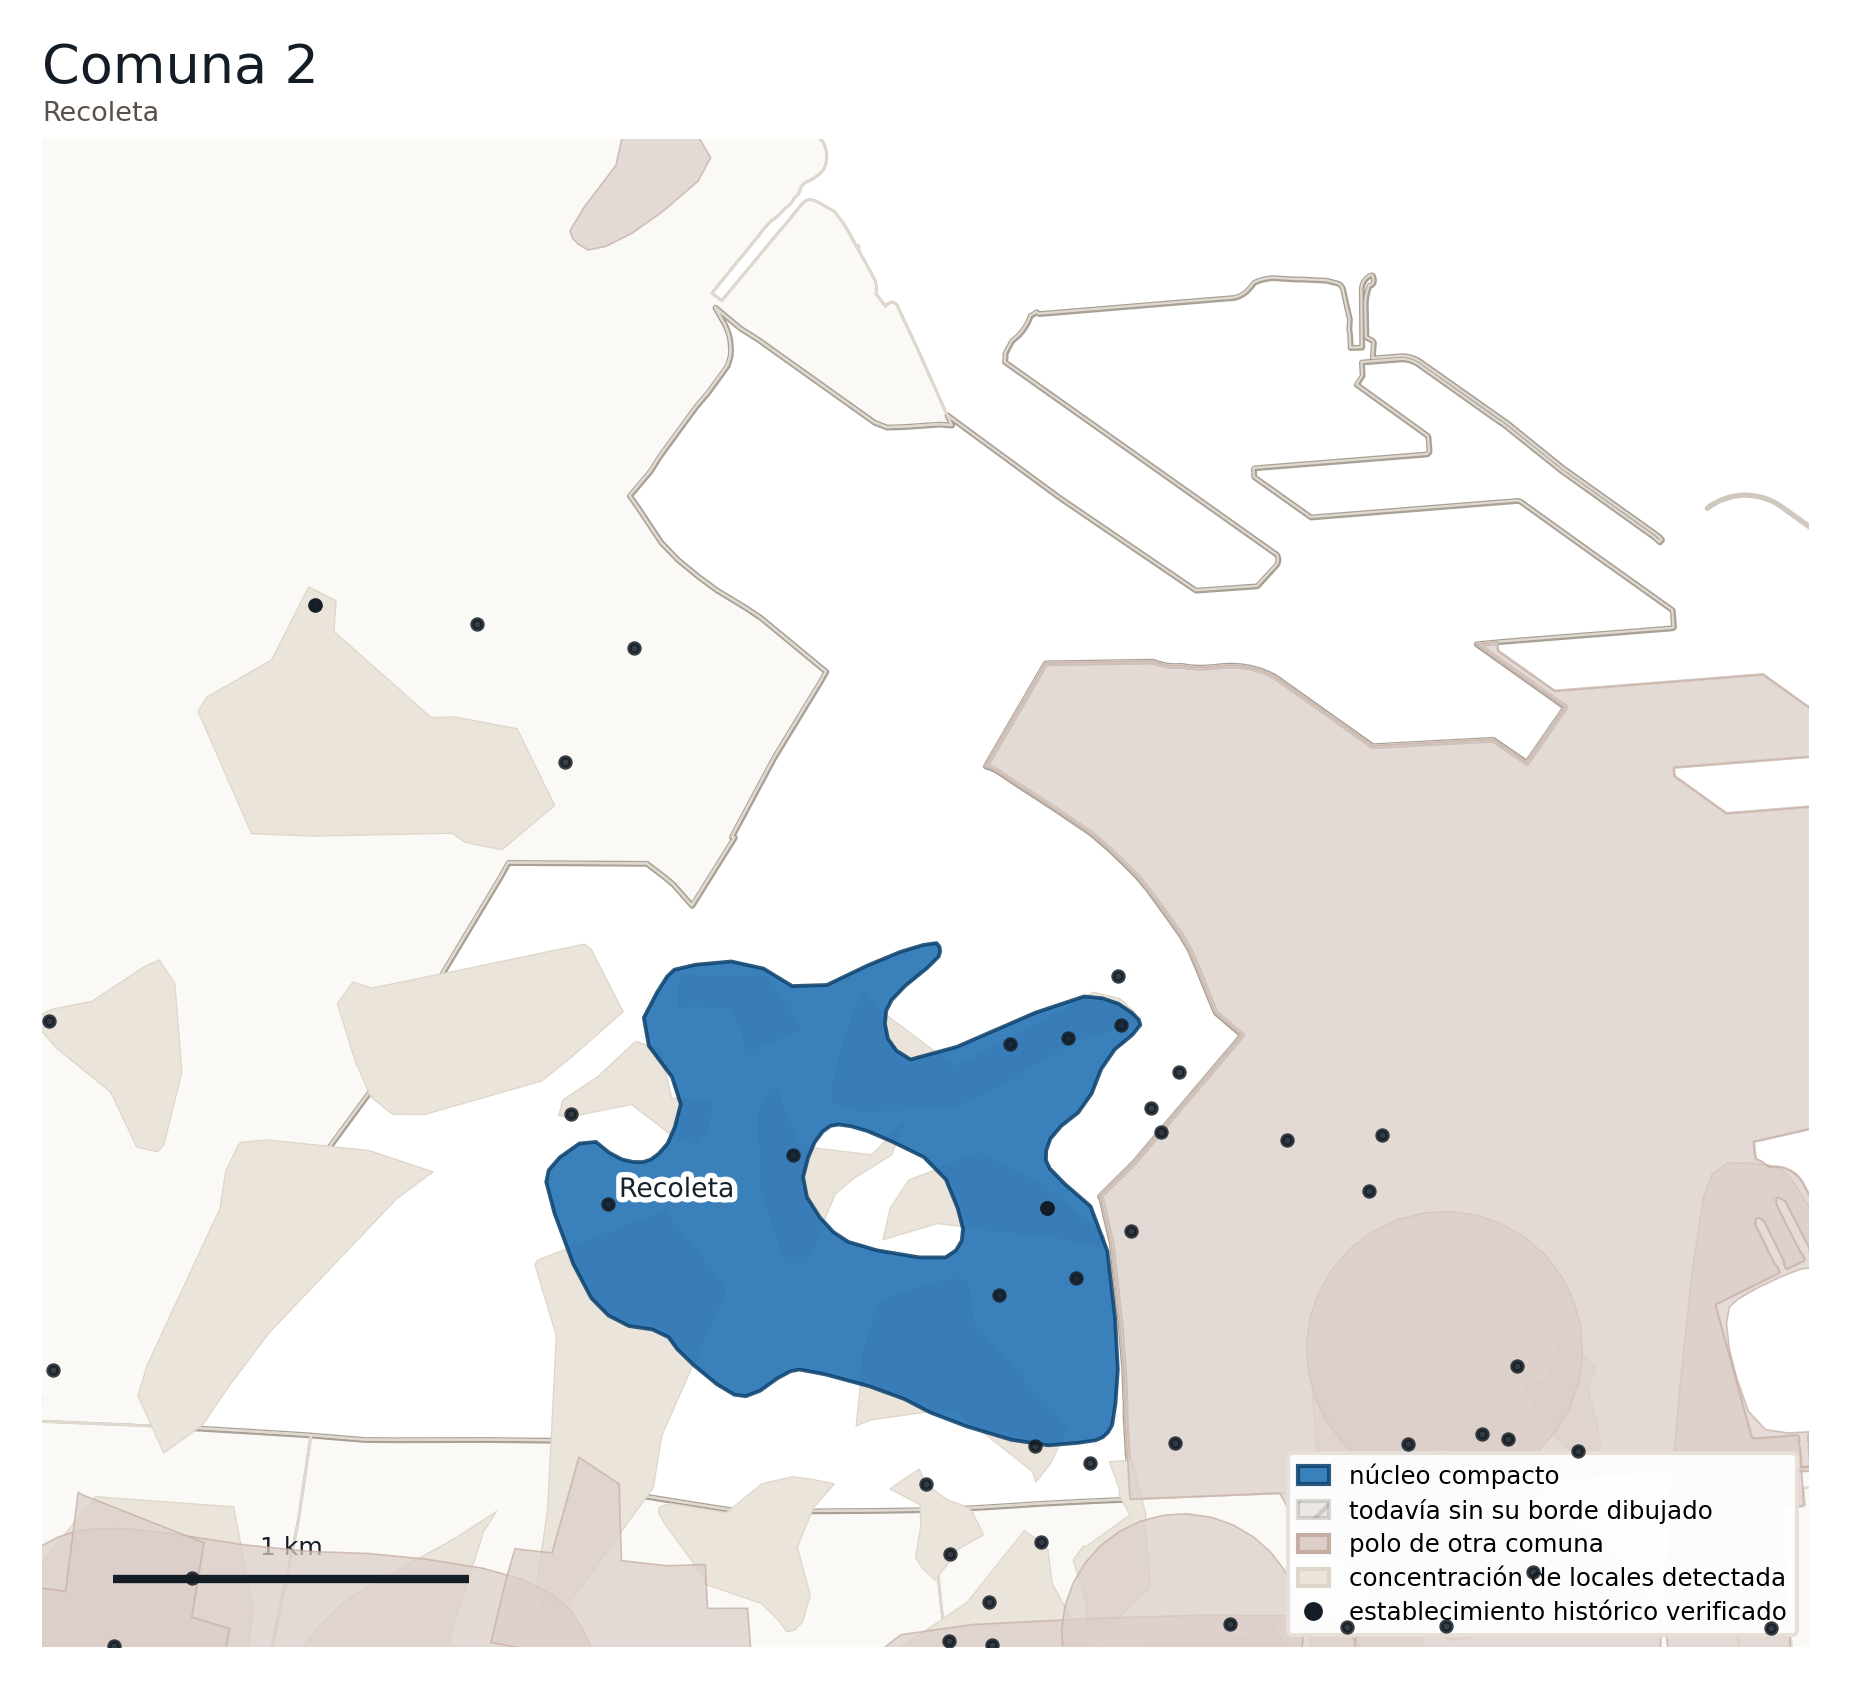 Comuna 2
Recoleta
Recoleta
núcleo compacto
todavía sin su borde dibujado
polo de otra comuna
concentración de locales detectada
establecimiento histórico verificado
1 km